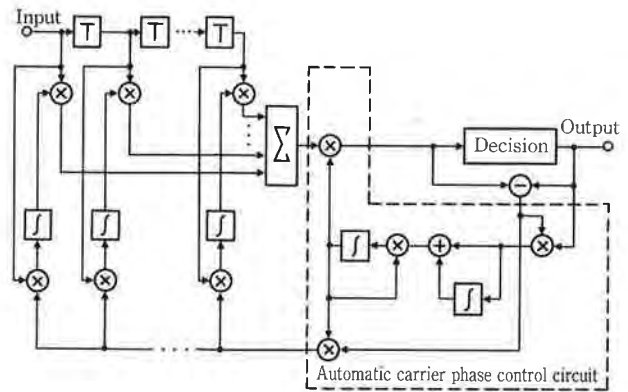 Input
T
T
T
Σ
Decision
Output
∫
∫
∫
∫
∫
Automatic carrier phase control circuit